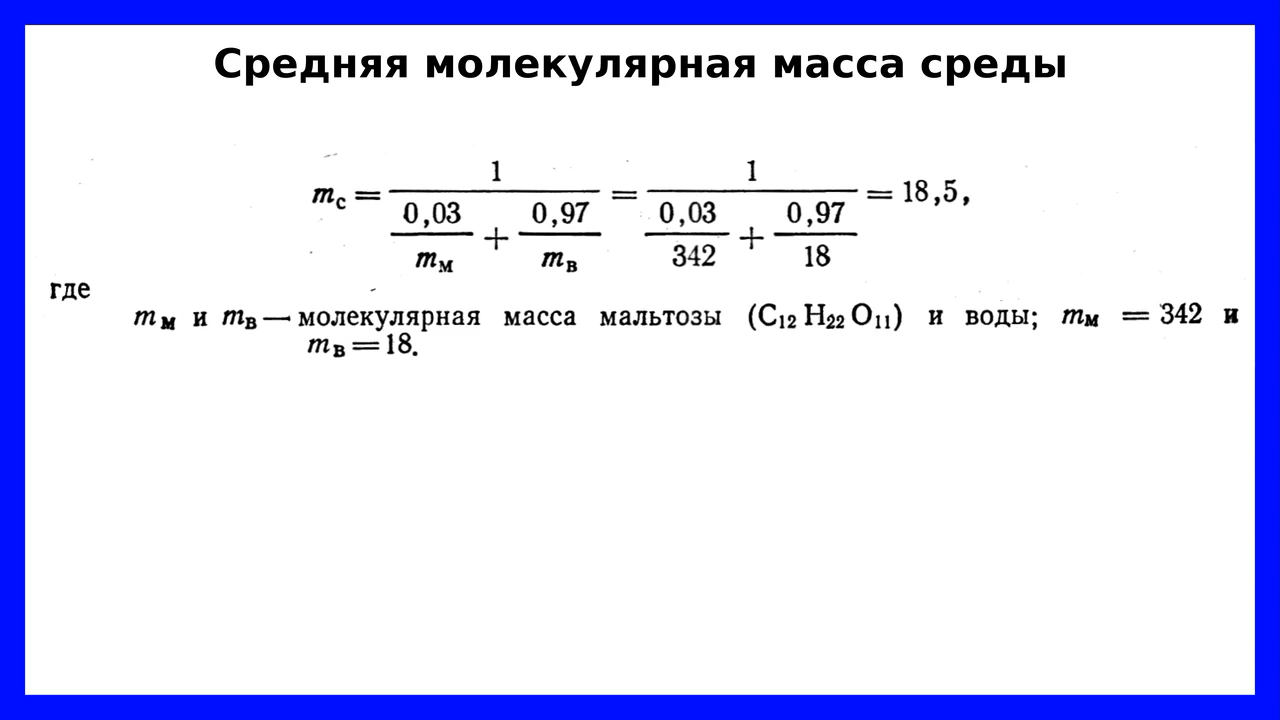 Средняя молекулярная масса среды
m_с = 1 / (0,03/m_м + 0,97/m_в) = 1 / (0,03/342 + 0,97/18) = 18,5,
где
m_м и m_в — молекулярная масса мальтозы (C₁₂H₂₂O₁₁) и воды; m_м = 342 и
m_в = 18.